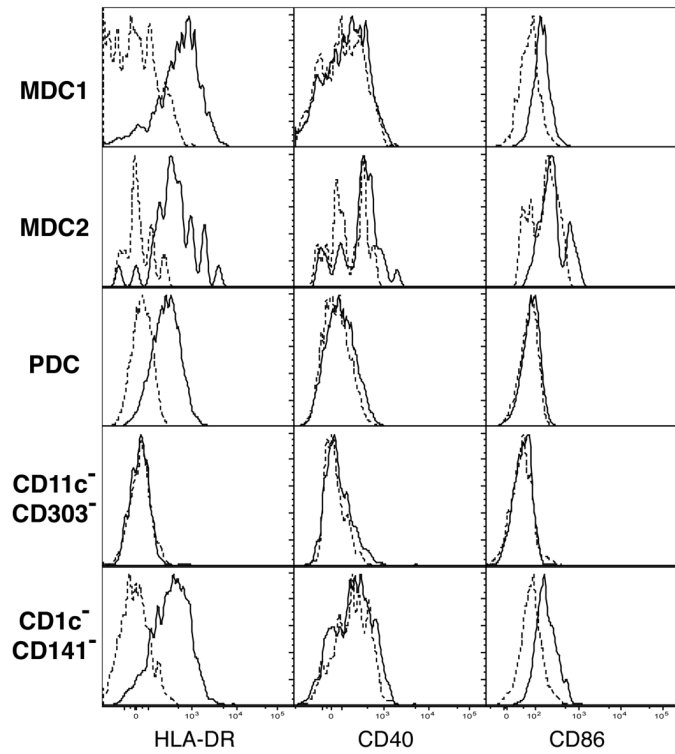 MDC1
MDC2
PDC
CD11c⁻
CD303⁻
CD1c⁻
CD141⁻
0 10³ 10⁴ 10⁵
0 10³ 10⁴ 10⁵
0 10² 10³ 10⁴ 10⁵
HLA-DR
CD40
CD86